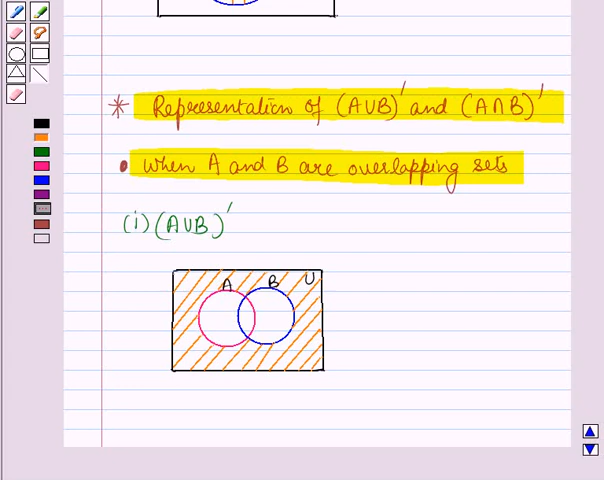 * Representation of (A∪B)' and (A∩B)'
• When A and B are overlapping sets
(i) (A∪B)'
A B U